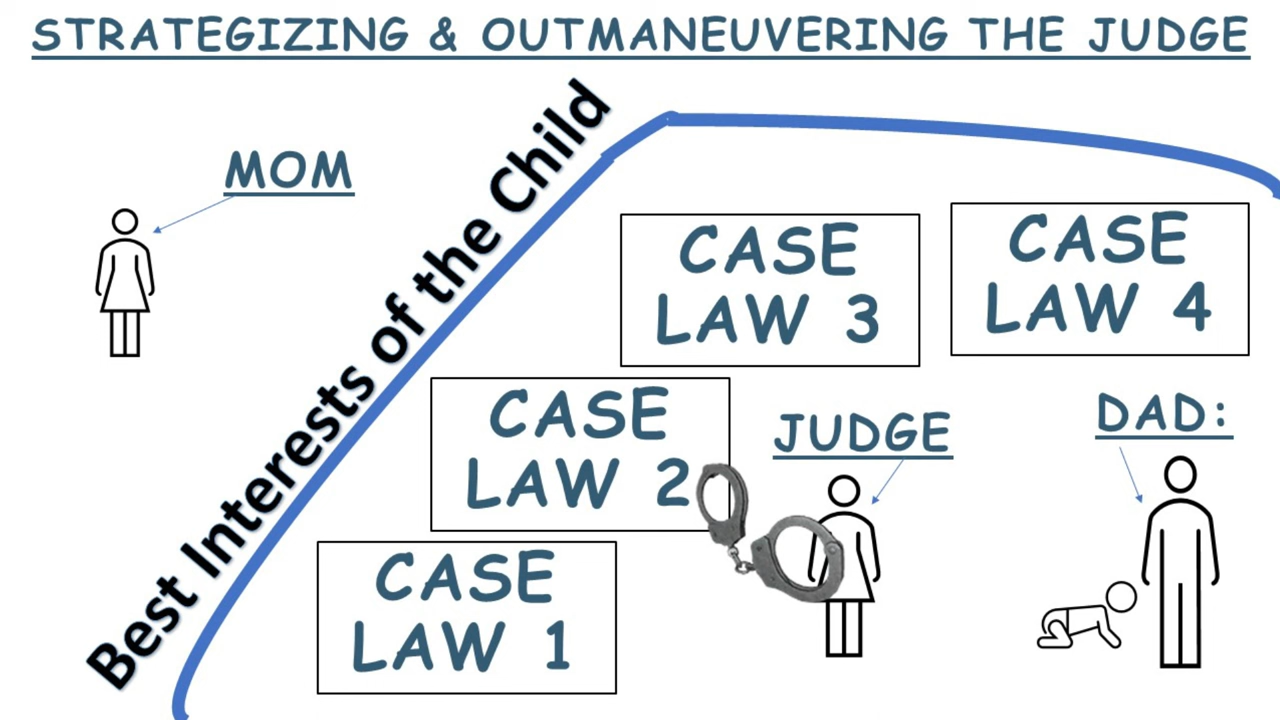 STRATEGIZING & OUTMANEUVERING THE JUDGE
Best Interests of the Child
MOM
CASE
LAW 3
CASE
LAW 4
CASE
LAW 2
JUDGE
DAD:
CASE
LAW 1